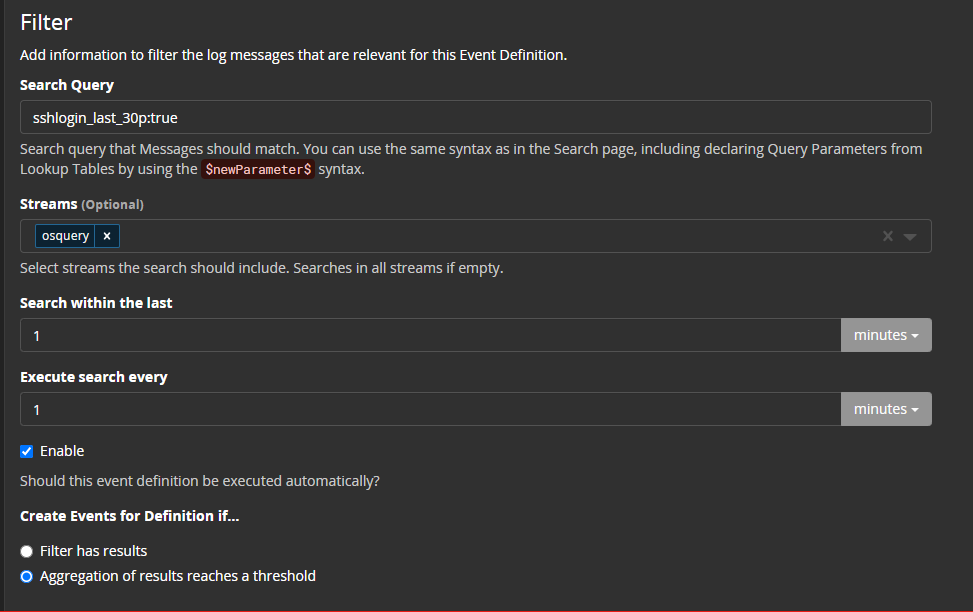 Filter
Add information to filter the log messages that are relevant for this Event Definition.
Search Query
sshlogin_last_30p:true
Search query that Messages should match. You can use the same syntax as in the Search page, including declaring Query Parameters from
Lookup Tables by using the $newParameter$ syntax.
Streams (Optional)
osquery ×
Select streams the search should include. Searches in all streams if empty.
Search within the last
1 minutes
Execute search every
1 minutes
Enable
Should this event definition be executed automatically?
Create Events for Definition if...
Filter has results
Aggregation of results reaches a threshold